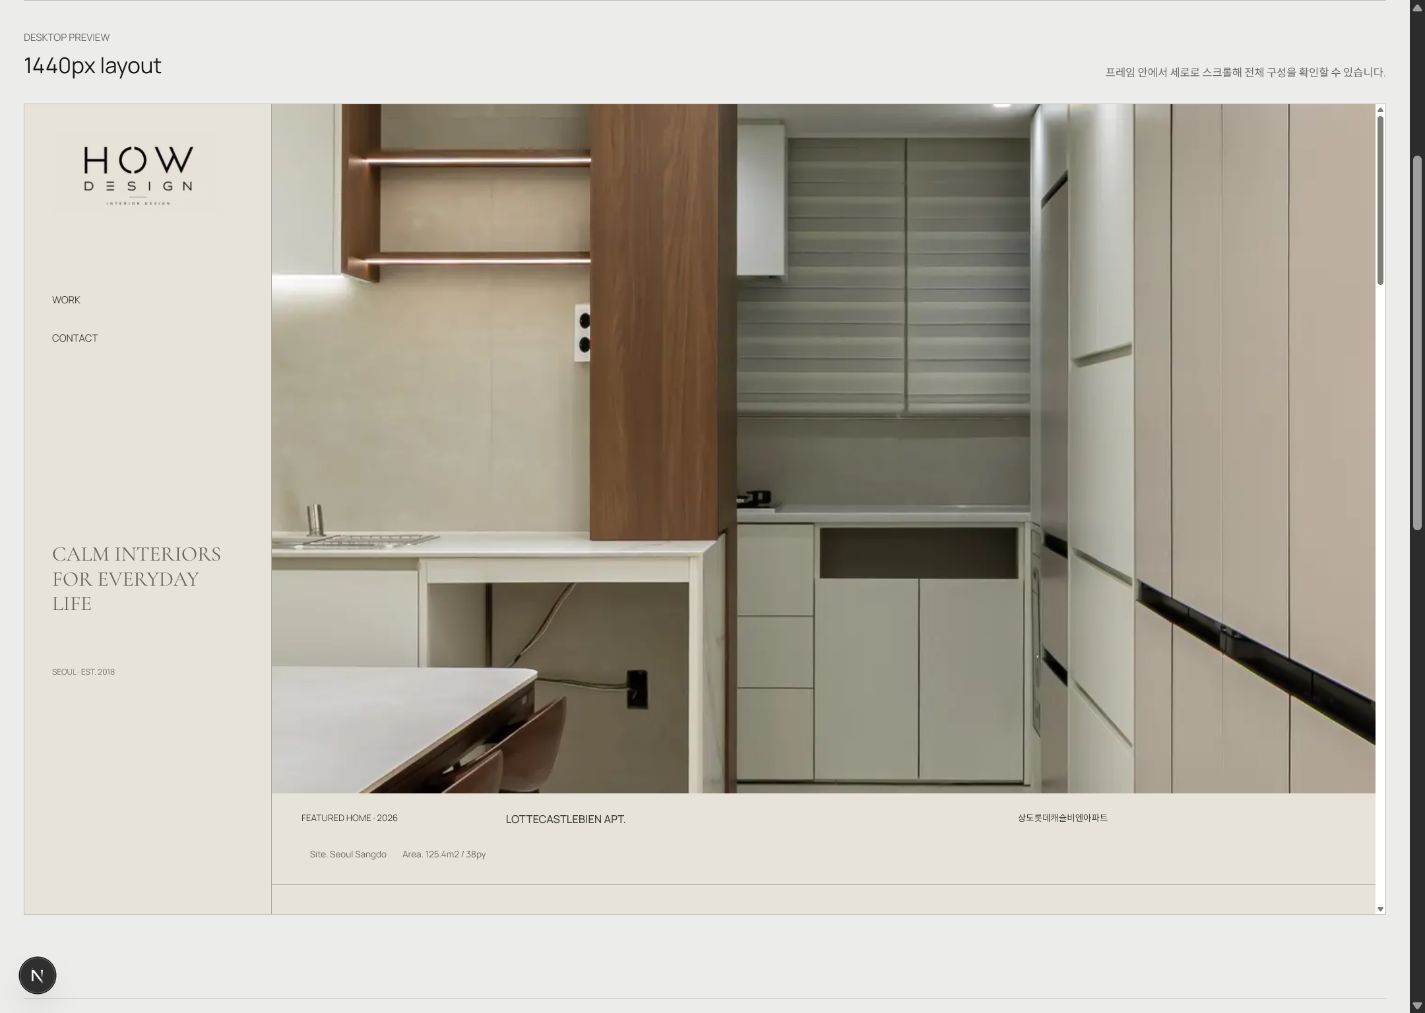 DESKTOP PREVIEW
1440px layout
프레임 안에서 세로로 스크롤해 전체 구성을 확인할 수 있습니다.
HOW
DESIGN
INTERIOR DESIGN
WORK
CONTACT
CALM INTERIORS
FOR EVERYDAY
LIFE
SEOUL · EST. 2018
FEATURED HOME · 2026
LOTTECASTLEBIEN APT.
상도롯데캐슬비엔아파트
Site. Seoul Sangdo
Area. 125.4m2 / 38py
N